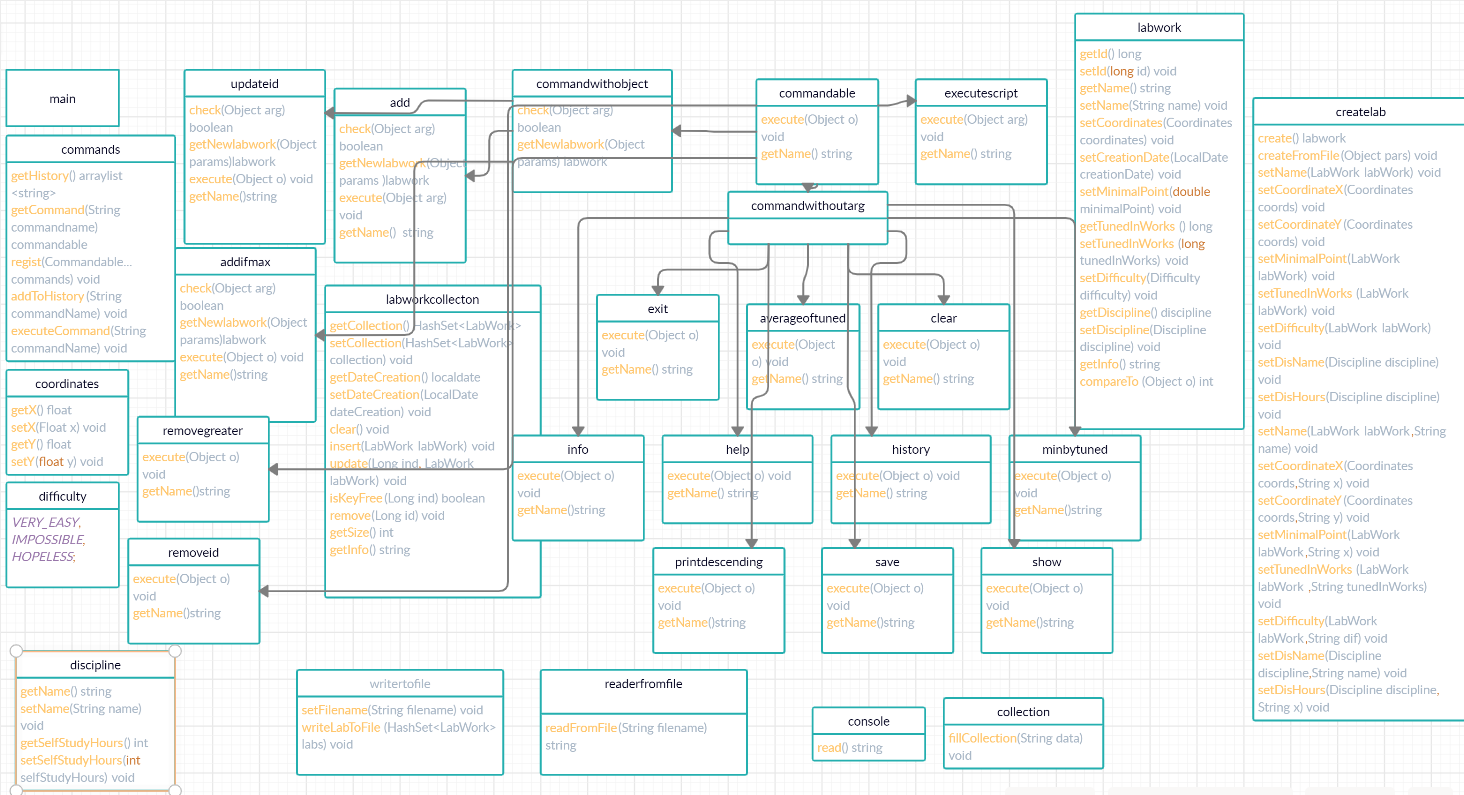 main
commands
getHistory() arraylist
<string>
getCommand(String
commandname)
commandable
regist(Commandable...
commands) void
addToHistory(String
commandName) void
executeCommand(String
commandName) void
coordinates
getX() float
setX(Float x) void
getY() float
setY(float y) void
difficulty
VERY_EASY,
IMPOSSIBLE,
HOPELESS;
discipline
getName() string
setName(String name)
void
getSelfStudyHours() int
setSelfStudyHours(int
selfStudyHours) void
updateid
check(Object arg)
boolean
getNewlabwork(Object
params)labwork
execute(Object o) void
getName()string
addifmax
check(Object arg)
boolean
getNewlabwork(Object
params)labwork
execute(Object o) void
getName()string
removegreater
execute(Object o)
void
getName()string
removeid
execute(Object o)
void
getName()string
add
check(Object arg)
boolean
getNewlabwork(Object
params )labwork
execute(Object arg)
void
getName() string
labworkcollecton
getCollection() HashSet<LabWork>
setCollection(HashSet<LabWork>
collection) void
getDateCreation() localdate
setDateCreation(LocalDate
dateCreation) void
clear() void
insert(LabWork labWork) void
update(Long ind, LabWork
labWork) void
isKeyFree(Long ind) boolean
remove(Long id) void
getSize() int
getInfo() string
writertofile
setFilename(String filename) void
writeLabToFile (HashSet<LabWork>
labs) void
commandwithobject
check(Object arg)
boolean
getNewlabwork(Object
params) labwork
commandable
execute(Object o)
void
getName() string
executescript
execute(Object arg)
void
getName() string
commandwithoutarg
exit
execute(Object o)
void
getName() string
averageoftuned
execute(Object
o) void
getName() string
clear
execute(Object o)
void
getName() string
info
execute(Object o)
void
getName()string
help
execute(Object o) void
getName() string
history
execute(Object o) void
getName() string
minbytuned
execute(Object o)
void
getName()string
printdescending
execute(Object o)
void
getName()string
save
execute(Object o)
void
getName()string
show
execute(Object o)
void
getName()string
readerfromfile
readFromFile(String filename)
string
console
read() string
collection
fillCollection(String data)
void
labwork
getId() long
setId(long id) void
getName() string
setName(String name) void
setCoordinates(Coordinates
coordinates) void
setCreationDate(LocalDate
creationDate) void
setMinimalPoint(double
minimalPoint) void
getTunedInWorks () long
setTunedInWorks (long
tunedInWorks) void
setDifficulty(Difficulty
difficulty) void
getDiscipline() discipline
setDiscipline(Discipline
discipline) void
getInfo() string
compareTo (Object o) int
createlab
create() labwork
createFromFile(Object pars) void
setName(LabWork labWork) void
setCoordinateX(Coordinates
coords) void
setCoordinateY(Coordinates
coords) void
setMinimalPoint(LabWork
labWork) void
setTunedInWorks (LabWork
labWork) void
setDifficulty(LabWork labWork)
void
setDisName(Discipline discipline)
void
setDisHours(Discipline discipline)
void
setName(LabWork labWork,String
name) void
setCoordinateX(Coordinates
coords,String x) void
setCoordinateY(Coordinates
coords,String y) void
setMinimalPoint(LabWork
labWork,String x) void
setTunedInWorks (LabWork
labWork ,String tunedInWorks)
void
setDifficulty(LabWork
labWork,String dif) void
setDisName(Discipline
discipline,String name) void
setDisHours(Discipline discipline,
String x) void